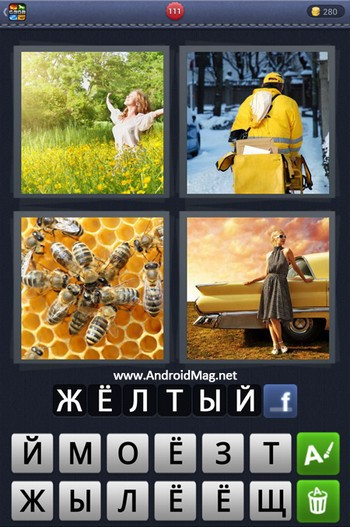 111
280
www.AndroidMag.net
ЖЁЛТЫЙ f
Й М О Ё З Т A
Ж Ы Л Ё Ё Щ